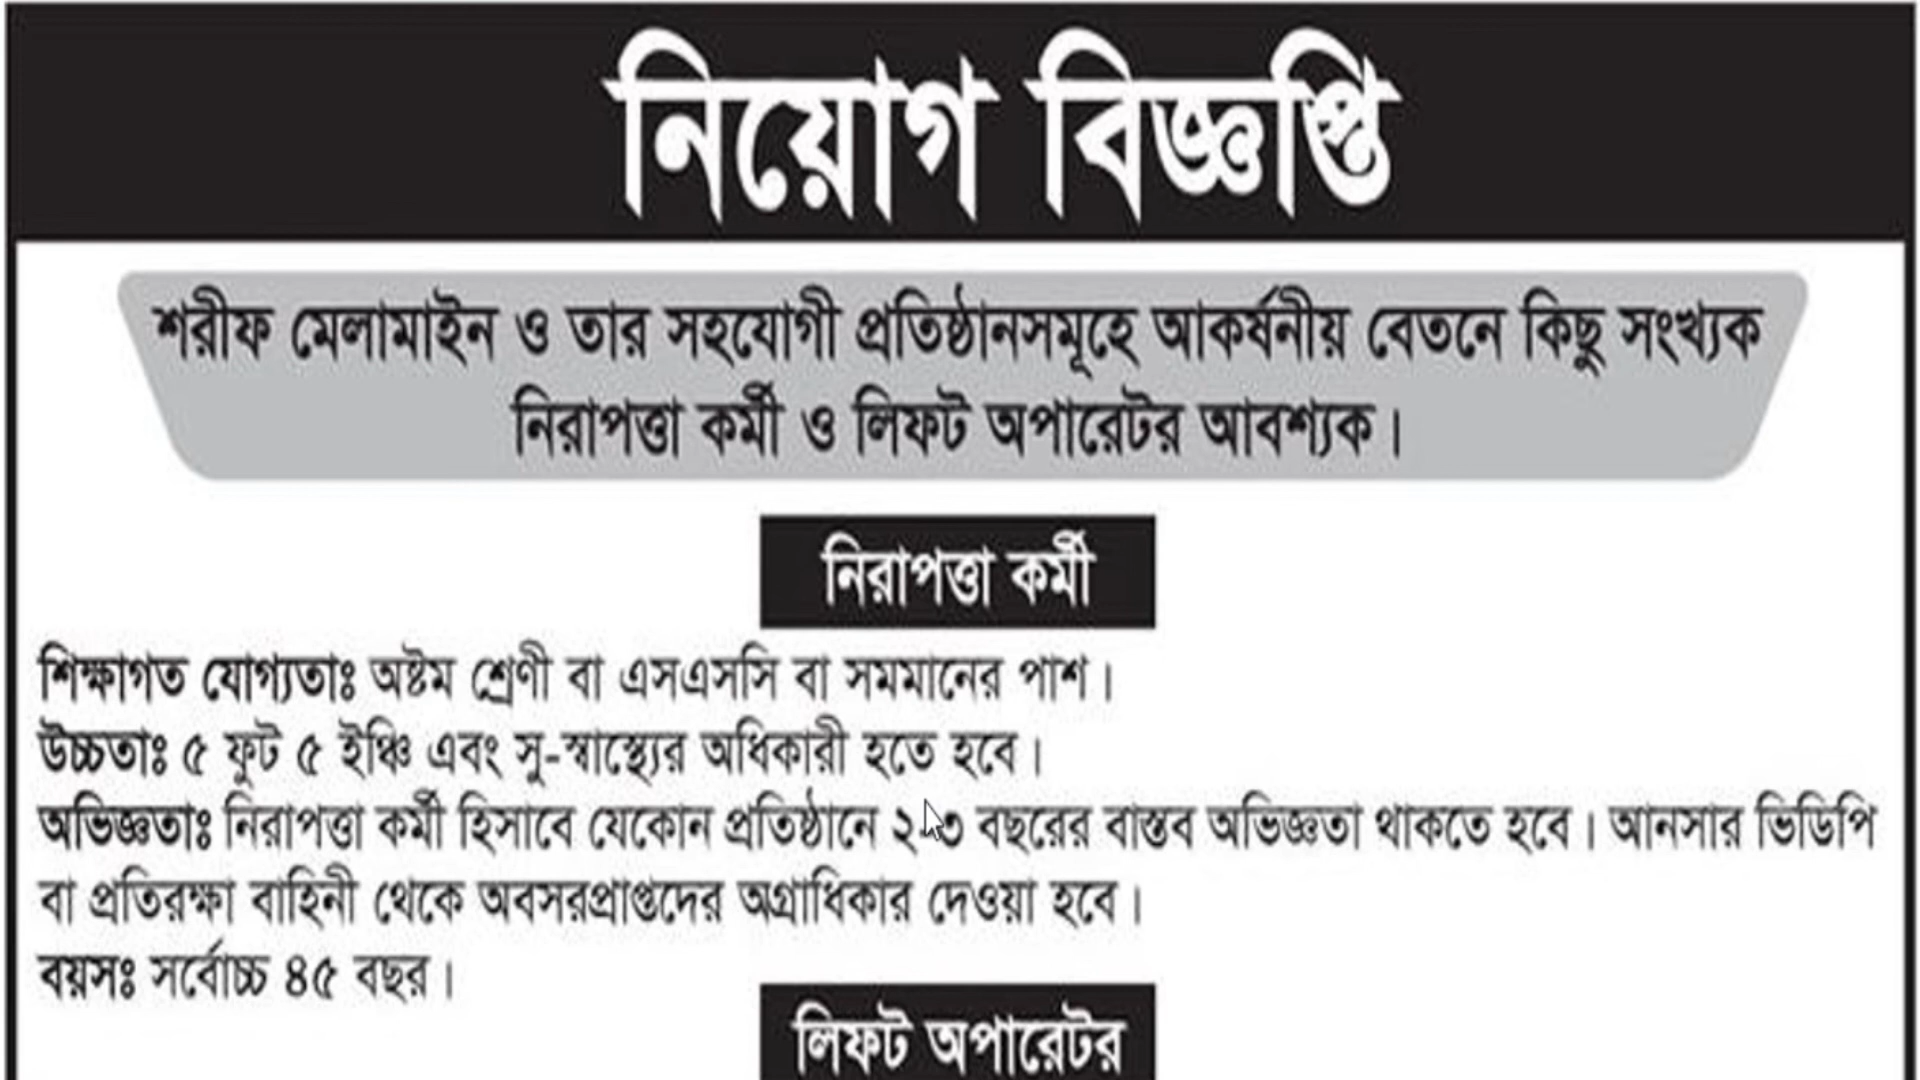 নিয়োগ বিজ্ঞপ্তি
শরীফ মেলামাইন ও তার সহযোগী প্রতিষ্ঠানসমূহে আকর্ষনীয় বেতনে কিছু সংখ্যক
নিরাপত্তা কর্মী ও লিফট অপারেটর আবশ্যক।
নিরাপত্তা কর্মী
শিক্ষাগত যোগ্যতাঃ অষ্টম শ্রেণী বা এসএসসি বা সমমানের পাশ।
উচ্চতাঃ ৫ ফুট ৫ ইঞ্চি এবং সু-স্বাস্থ্যের অধিকারী হতে হবে।
অভিজ্ঞতাঃ নিরাপত্তা কর্মী হিসাবে যেকোন প্রতিষ্ঠানে ২-৩ বছরের বাস্তব অভিজ্ঞতা থাকতে হবে। আনসার ভিডিপি
বা প্রতিরক্ষা বাহিনী থেকে অবসরপ্রাপ্তদের অগ্রাধিকার দেওয়া হবে।
বয়সঃ সর্বোচ্চ ৪৫ বছর।
লিফট অপারেটর